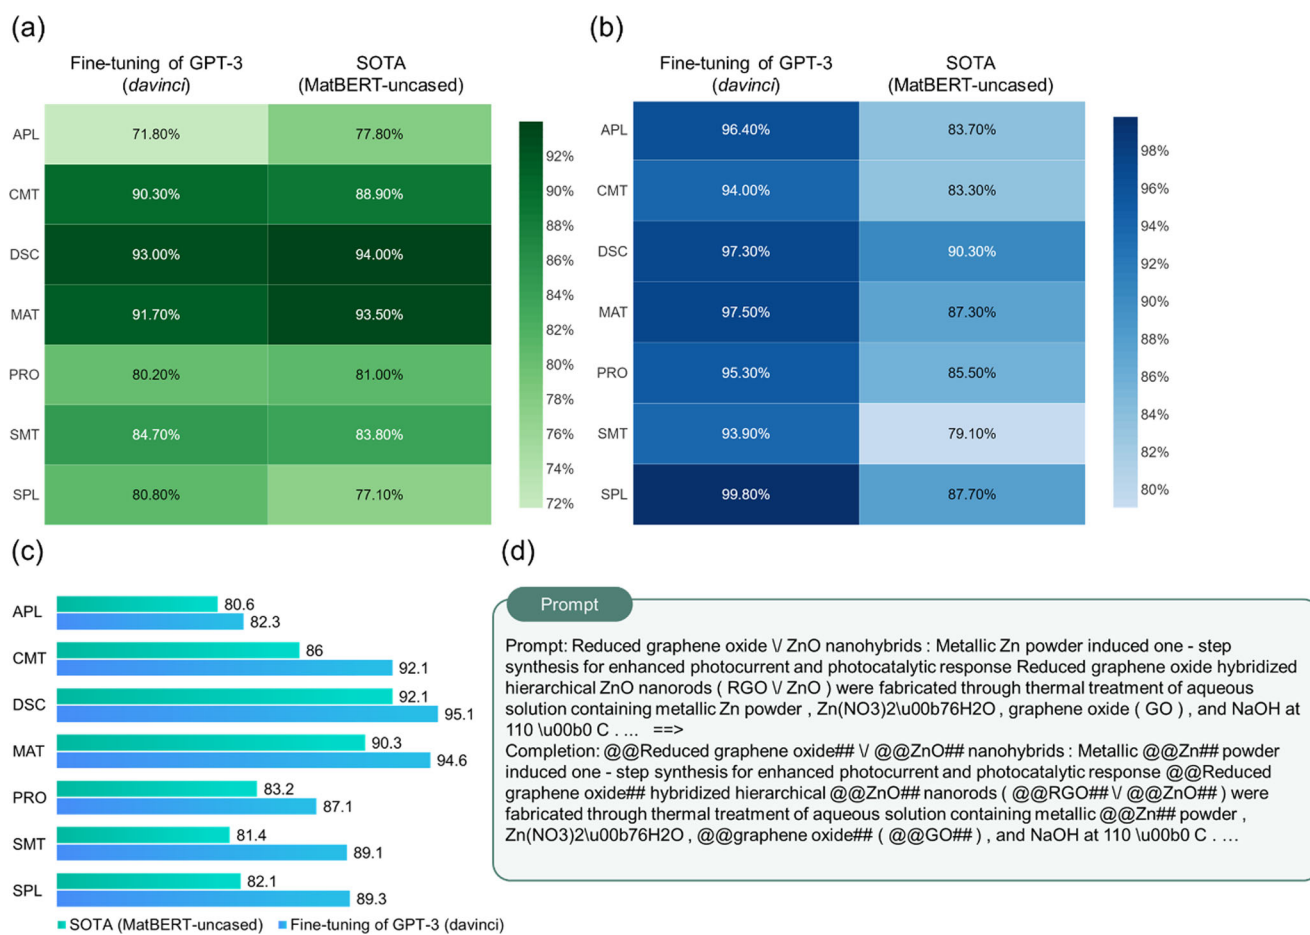 (a)
Fine-tuning of GPT-3
(davinci)
SOTA
(MatBERT-uncased)
APL
71.80%
77.80%
CMT
90.30%
88.90%
DSC
93.00%
94.00%
MAT
91.70%
93.50%
PRO
80.20%
81.00%
SMT
84.70%
83.80%
SPL
80.80%
77.10%
92%
90%
88%
86%
84%
82%
80%
78%
76%
74%
72%
(b)
Fine-tuning of GPT-3
(davinci)
SOTA
(MatBERT-uncased)
APL
96.40%
83.70%
CMT
94.00%
83.30%
DSC
97.30%
90.30%
MAT
97.50%
87.30%
PRO
95.30%
85.50%
SMT
93.90%
79.10%
SPL
99.80%
87.70%
98%
96%
94%
92%
90%
88%
86%
84%
82%
80%
(c)
APL
80.6
82.3
CMT
86
92.1
DSC
92.1
95.1
MAT
90.3
94.6
PRO
83.2
87.1
SMT
81.4
89.1
SPL
82.1
89.3
SOTA (MatBERT-uncased)
Fine-tuning of GPT-3 (davinci)
(d)
Prompt
Prompt: Reduced graphene oxide \/ ZnO nanohybrids : Metallic Zn powder induced one - step
synthesis for enhanced photocurrent and photocatalytic response Reduced graphene oxide hybridized
hierarchical ZnO nanorods ( RGO \/ ZnO ) were fabricated through thermal treatment of aqueous
solution containing metallic Zn powder , Zn(NO3)2\u00b76H2O , graphene oxide ( GO ) , and NaOH at
110 \u00b0 C . ... ==>
Completion: @@Reduced graphene oxide## \/ @@ZnO## nanohybrids : Metallic @@Zn## powder
induced one - step synthesis for enhanced photocurrent and photocatalytic response @@Reduced
graphene oxide## hybridized hierarchical @@ZnO## nanorods ( @@RGO## \/ @@ZnO## ) were
fabricated through thermal treatment of aqueous solution containing metallic @@Zn## powder ,
Zn(NO3)2\u00b76H2O , @@graphene oxide## ( @@GO## ) , and NaOH at 110 \u00b0 C . ...